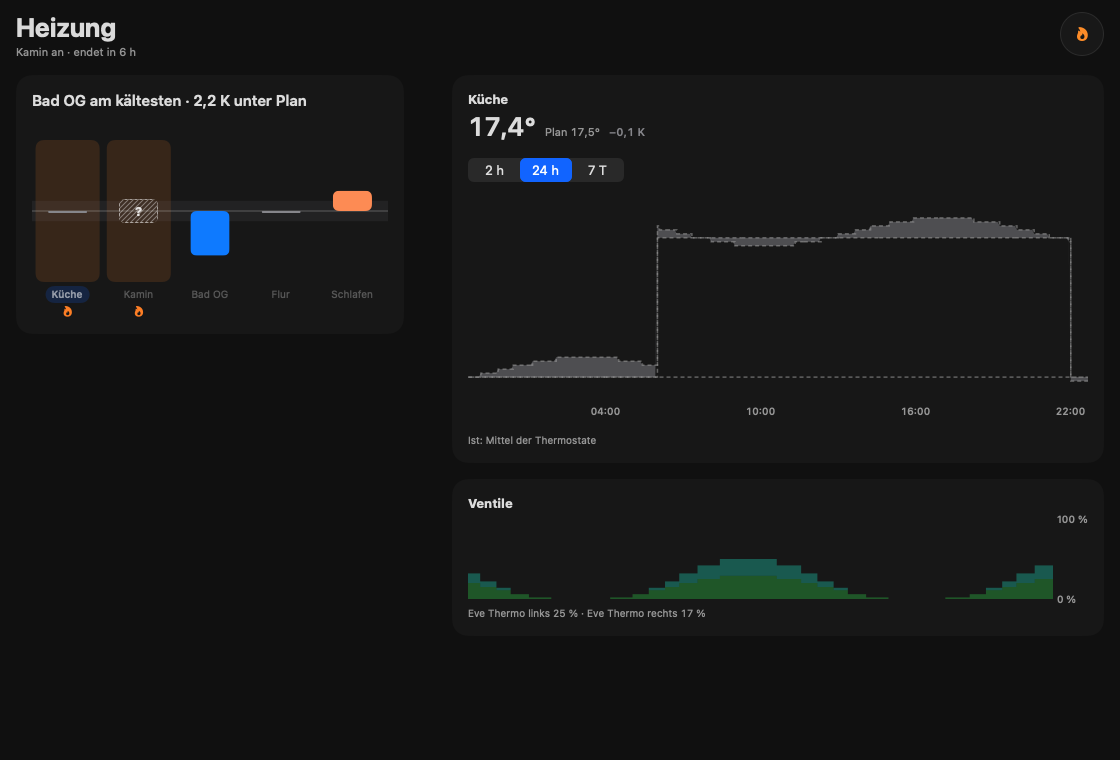 Heizung
Kamin an · endet in 6 h
Bad OG am kältesten · 2,2 K unter Plan
?
Küche
Kamin
Bad OG
Flur
Schlafen
Küche
17,4° Plan 17,5° −0,1 K
2 h 24 h 7 T
04:00 10:00 16:00 22:00
Ist: Mittel der Thermostate
Ventile
100 %
0 %
Eve Thermo links 25 % · Eve Thermo rechts 17 %